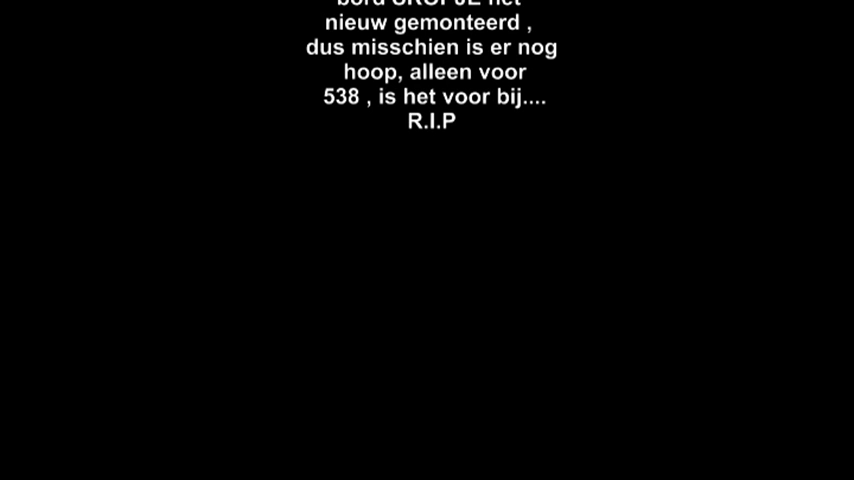 nieuw gemonteerd ,
dus misschien is er nog
hoop, alleen voor
538 , is het voor bij....
R.I.P